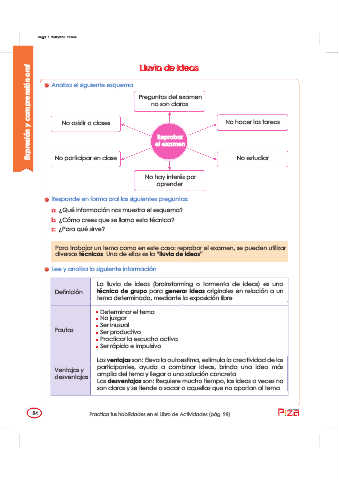 Lluvia de ideas
Expresión y comprensión oral
Analiza el siguiente esquema
Preguntas del examen
no son claras
No asistir a clases
No hacer las tareas
Reprobar
el examen
No participar en clase
No estudiar
No hay interés por
aprender
Responde en forma oral las siguientes preguntas:
a. ¿Qué información nos muestra el esquema?
b. ¿Cómo crees que se llama esta técnica?
c. ¿Para qué sirve?
Para trabajar un tema como en este caso: reprobar el examen, se pueden utilizar
diversas técnicas. Una de ellas es la "lluvia de ideas"
Lee y analiza la siguiente información
Definición
La lluvia de ideas (brainstorming o tormenta de ideas) es una
técnica de grupo para generar ideas originales en relación a un
tema determinado, mediante la exposición libre
Pautas
Determinar el tema
No juzgar
Ser inusual
Ser productivo
Practicar la escucha activa
Ser rápido e impulsivo
Ventajas y
desventajas
Las ventajas son: Eleva la autoestima, estimula la creatividad de los
participantes, ayuda a combinar ideas, brinda una idea más
amplia del tema y llegar a una solución concreta
Las desventajas son: Requiere mucho tiempo, las ideas a veces no
son claras y se tiende a sacar a aquellas que no aportan al tema
Practica tus habilidades en el Libro de Actividades (pág.